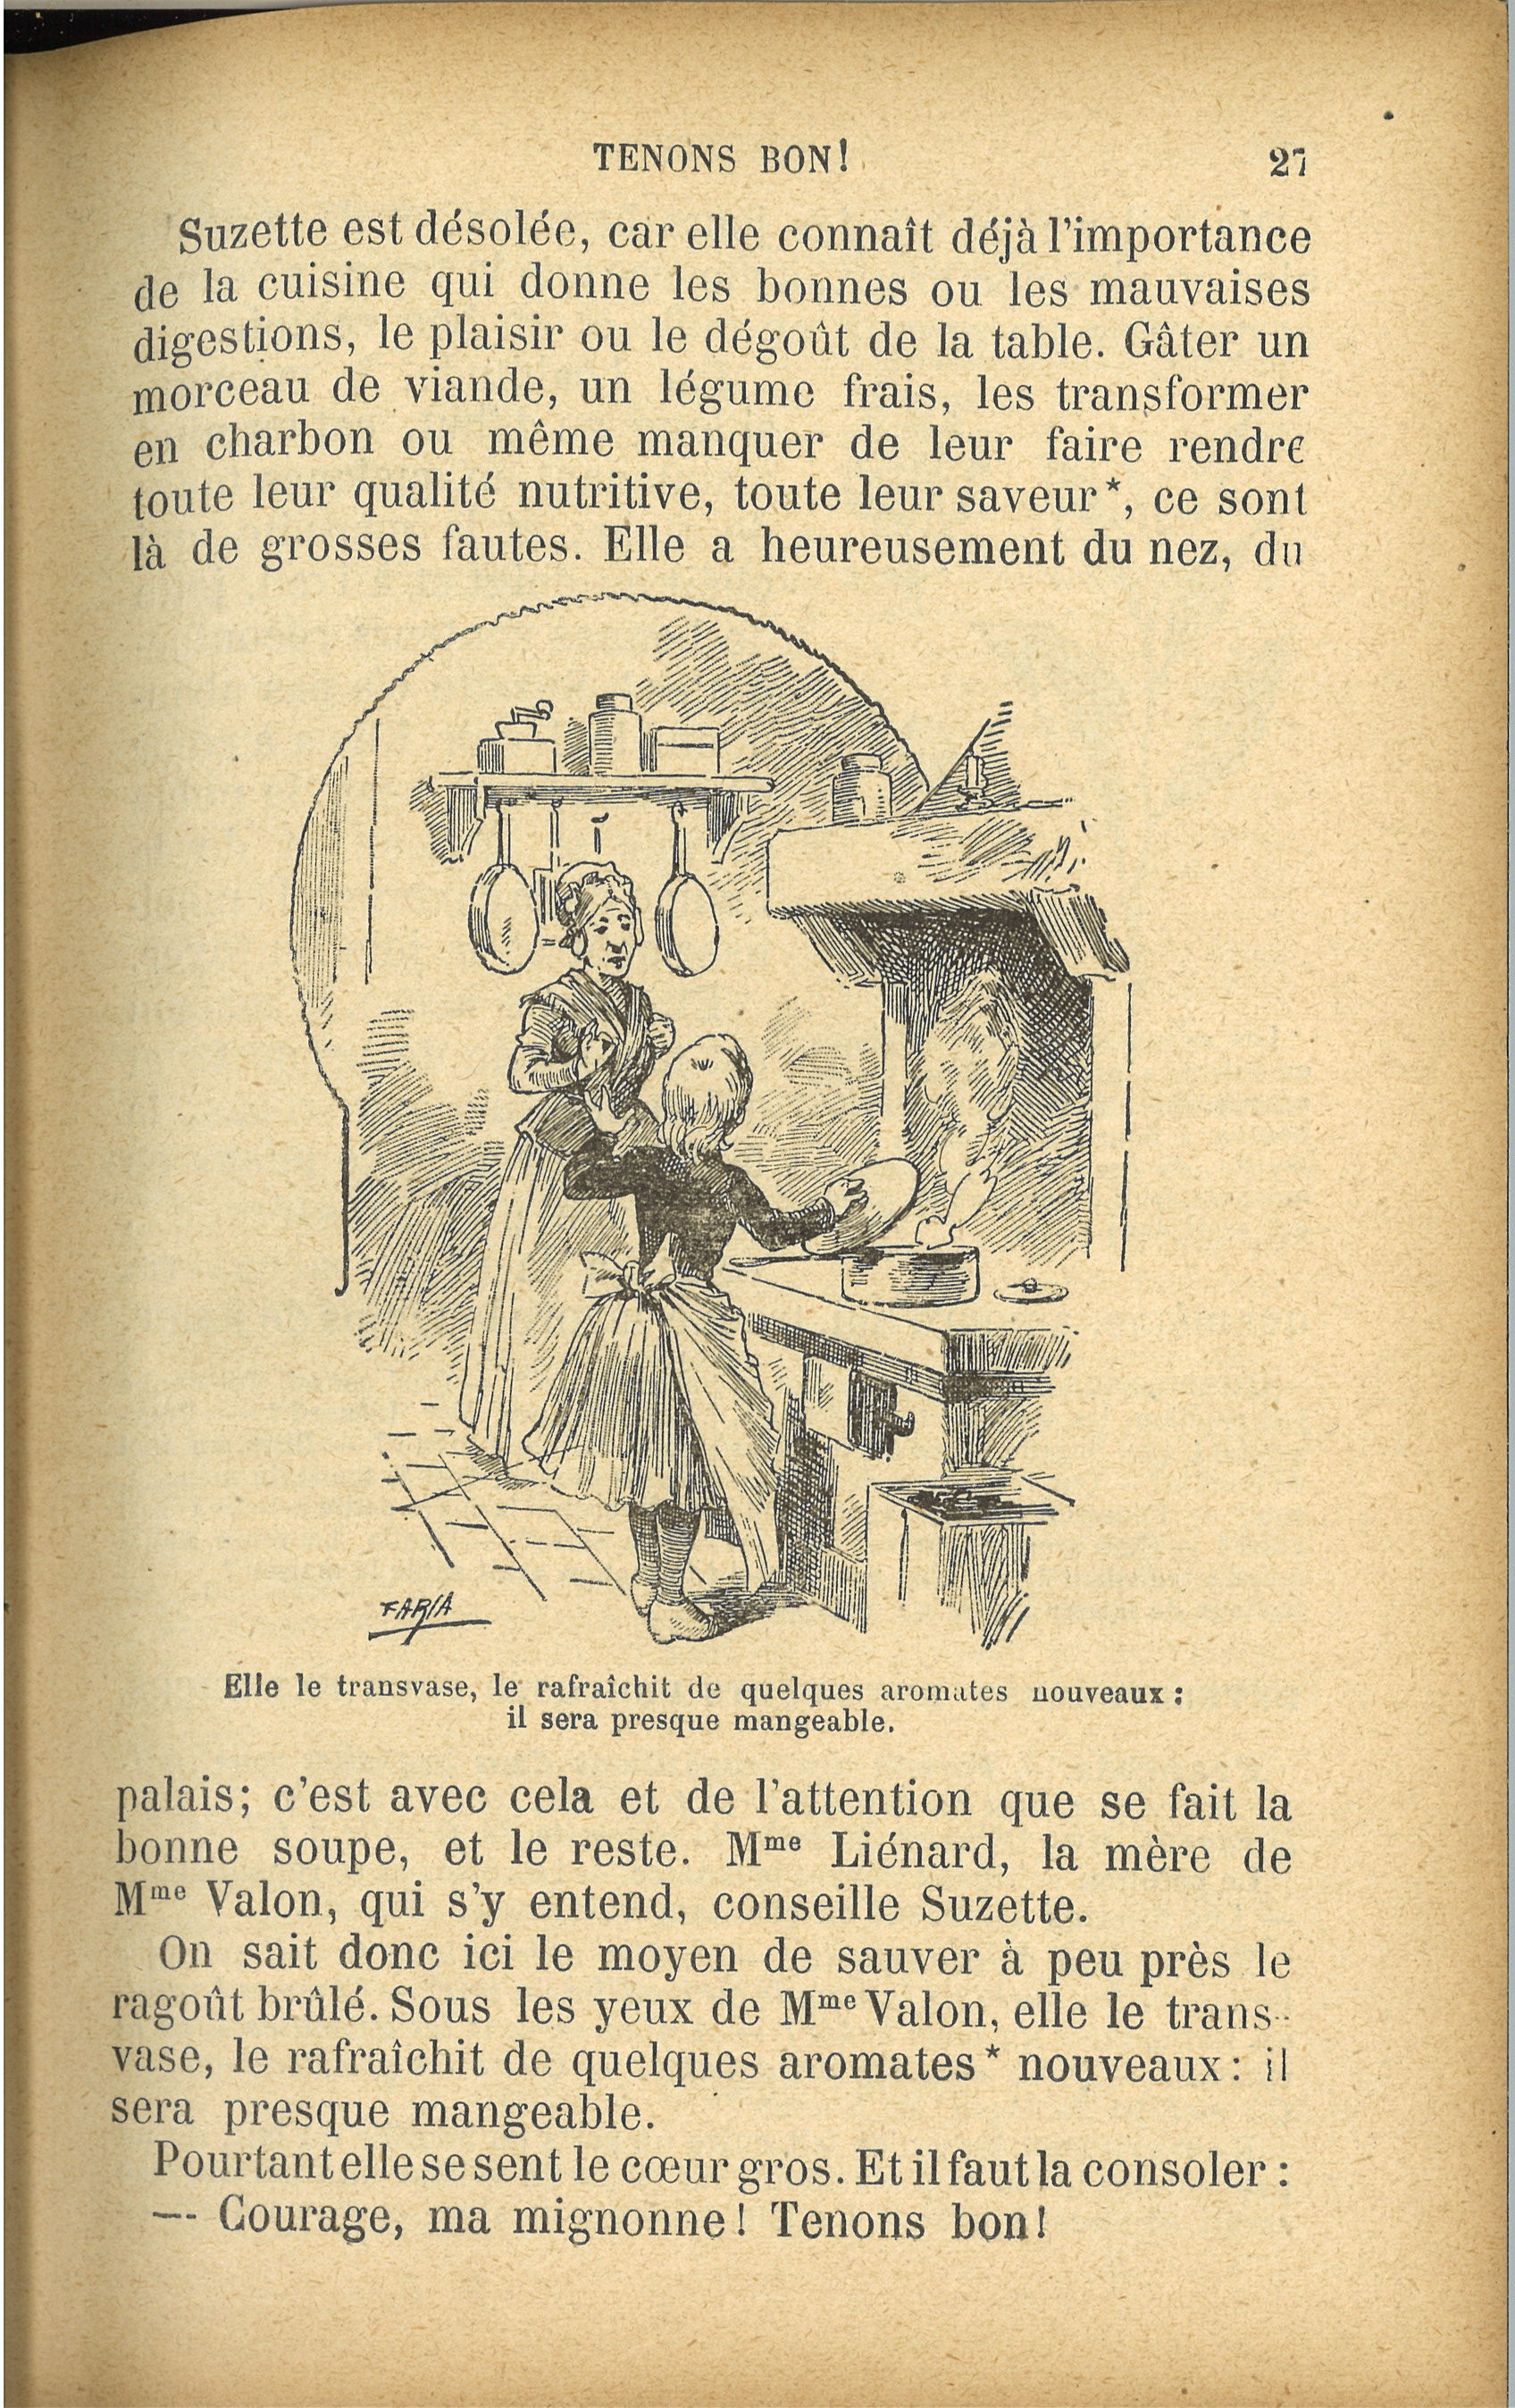 TENONS BON! 27
Suzette est désolée, car elle connaît déjà l'importance
de la cuisine qui donne les bonnes ou les mauvaises
digestions, le plaisir ou le dégoût de la table. Gâter un
morceau de viande, un légume frais, les transformer
en charbon ou même manquer de leur faire rendre
toute leur qualité nutritive, toute leur saveur*, ce sont
là de grosses fautes. Elle a heureusement du nez, du
FARIA
Elle le transvase, le rafraîchit de quelques aromates nouveaux :
il sera presque mangeable.
palais; c'est avec cela et de l'attention que se fait la
bonne soupe, et le reste. Mme Liénard, la mère de
Mme Valon, qui s'y entend, conseille Suzette.
On sait donc ici le moyen de sauver à peu près le
ragoût brûlé. Sous les yeux de Mme Valon, elle le trans-
vase, le rafraîchit de quelques aromates* nouveaux : il
sera presque mangeable.
Pourtant elle se sent le cœur gros. Et il faut la consoler :
— Courage, ma mignonne! Tenons bon!